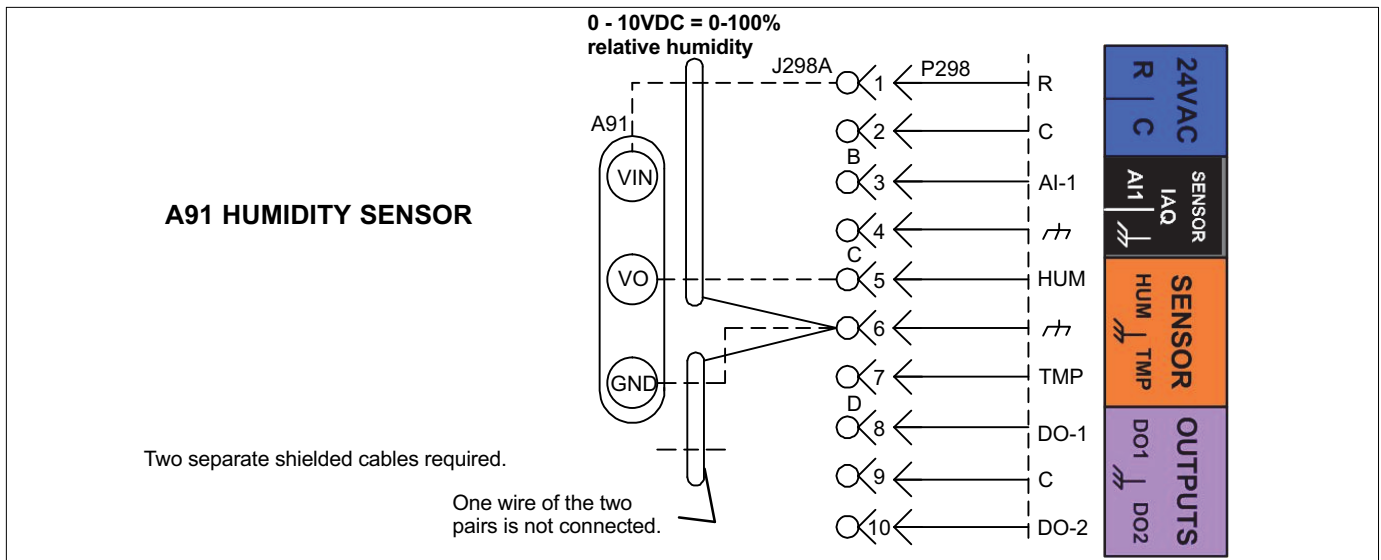 0 - 10VDC = 0-100%
relative humidity
J298A
P298
1
R
A91
2
C
B
VIN
3
AI-1
A91 HUMIDITY SENSOR
4
C
VO
5
HUM
6
GND
7
TMP
D
8
DO-1
Two separate shielded cables required.
9
C
One wire of the two
pairs is not connected.
10
DO-2
24VAC
R
C
SENSOR
IAQ
AI1
SENSOR
HUM
TMP
OUTPUTS
DO1
DO2